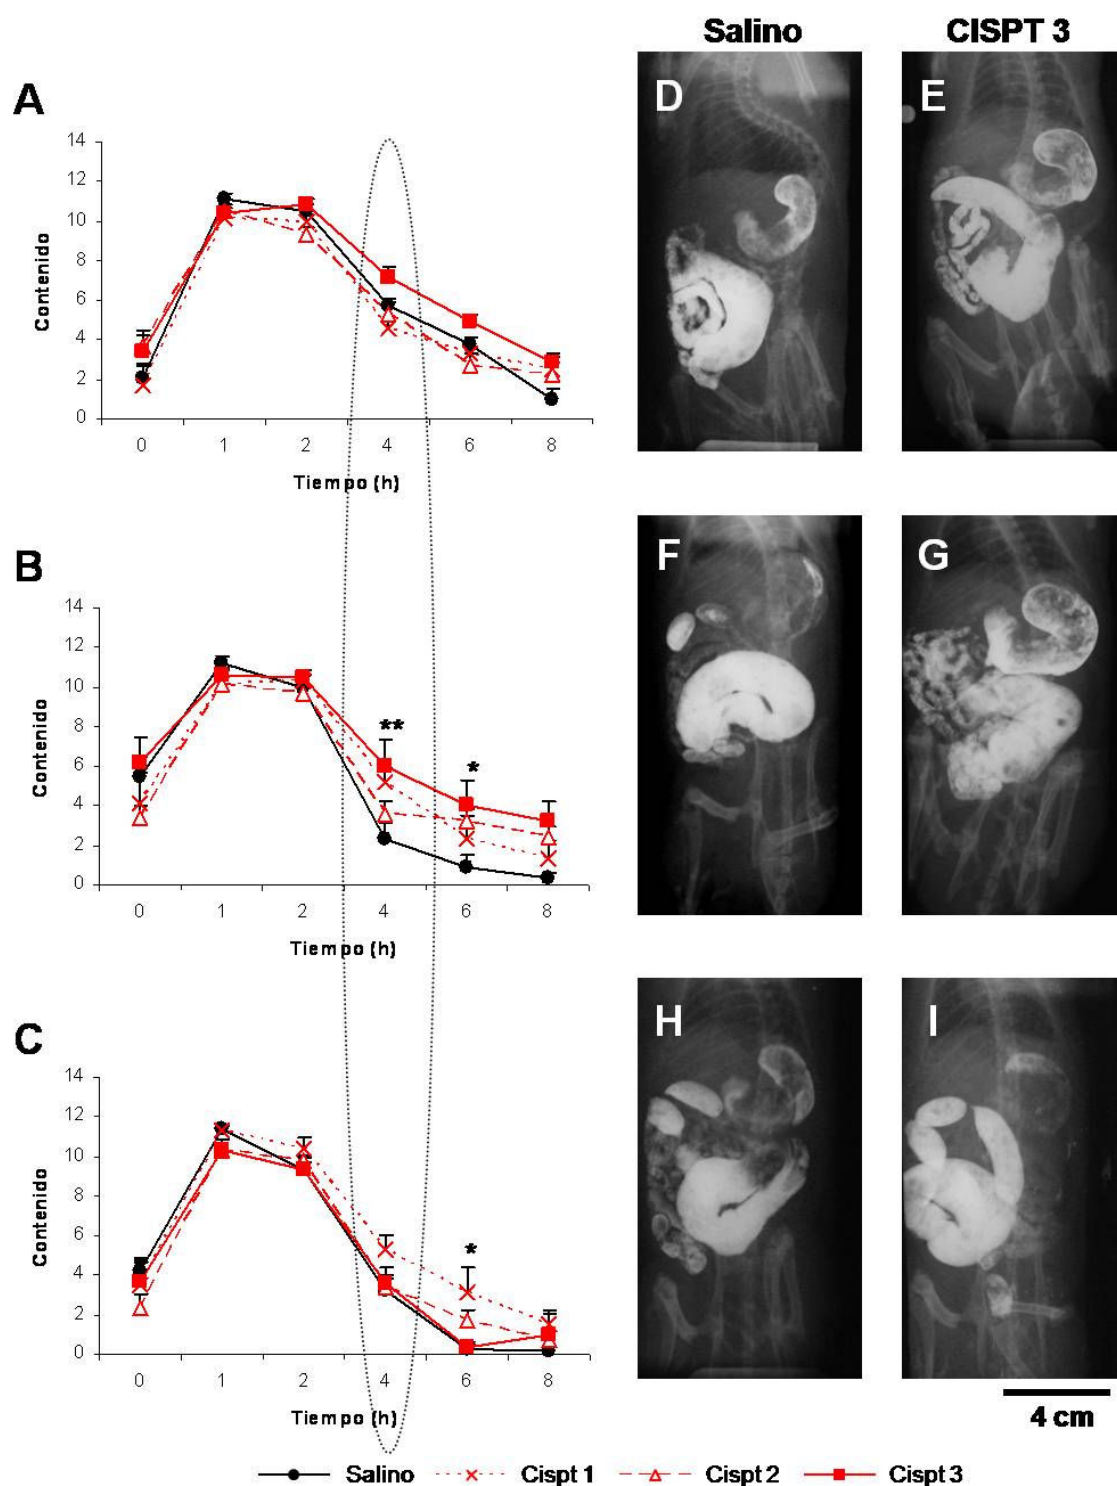 Salino CISPT 3
A
14
12
10
8
6
4
2
0
Contenido
0 1 2 4 6 8
Tiempo (h)
D E
B
14
12
10
8
6
4
2
0
Contenido
** *
0 1 2 4 6 8
Tiempo (h)
F G
C
14
12
10
8
6
4
2
0
Contenido
*
0 1 2 4 6 8
Tiempo (h)
H I
4 cm
Salino Cispt 1 Cispt 2 Cispt 3